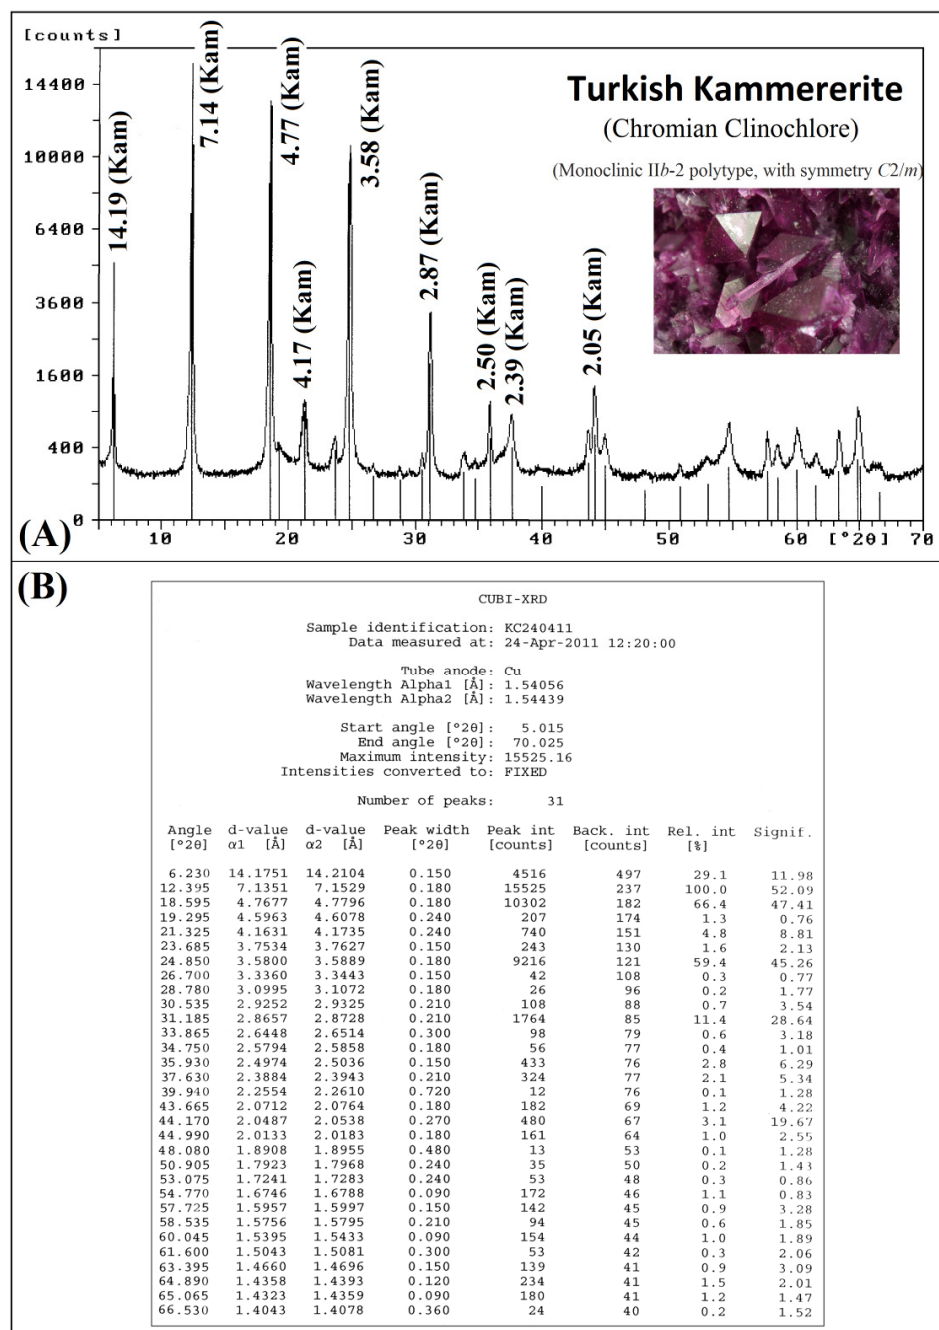 [counts]
14400
10000
6400
3600
1600
400
0
14.19 (Kam)
7.14 (Kam)
4.77 (Kam)
4.17 (Kam)
3.58 (Kam)
2.87 (Kam)
2.50 (Kam)
2.39 (Kam)
2.05 (Kam)
Turkish Kammererite
(Chromian Clinochlore)
(Monoclinic IIb-2 polytype, with symmetry C2/m)
10 20 30 40 50 60 [°2θ] 70
(A)
(B)
CUBI-XRD
Sample identification: KC240411
Data measured at: 24-Apr-2011 12:20:00
Tube anode: Cu
Wavelength Alpha1 [Å]: 1.54056
Wavelength Alpha2 [Å]: 1.54439
Start angle [°2θ]: 5.015
End angle [°2θ]: 70.025
Maximum intensity: 15525.16
Intensities converted to: FIXED
Number of peaks: 31
Angle d-value d-value Peak width Peak int Back. int Rel. int Signif.
[°2θ] α1 [Å] α2 [Å] [°2θ] [counts] [counts] [%]
6.230 14.1751 14.2104 0.150 4516 497 29.1 11.98
12.395 7.1351 7.1529 0.180 15525 237 100.0 52.09
18.595 4.7677 4.7796 0.180 10302 182 66.4 47.41
19.295 4.5963 4.6078 0.240 207 174 1.3 0.76
21.325 4.1631 4.1735 0.240 740 151 4.8 8.81
23.685 3.7534 3.7627 0.150 243 130 1.6 2.13
24.850 3.5800 3.5889 0.180 9216 121 59.4 45.26
26.700 3.3360 3.3443 0.150 42 108 0.3 0.77
28.780 3.0995 3.1072 0.180 26 96 0.2 1.77
30.535 2.9252 2.9325 0.210 108 88 0.7 3.54
31.185 2.8657 2.8728 0.210 1764 85 11.4 28.64
33.865 2.6448 2.6514 0.300 98 79 0.6 3.18
34.750 2.5794 2.5858 0.180 56 77 0.4 1.01
35.930 2.4974 2.5036 0.150 433 76 2.8 6.29
37.630 2.3884 2.3943 0.210 324 77 2.1 5.34
39.940 2.2554 2.2610 0.720 12 76 0.1 1.28
43.665 2.0712 2.0764 0.180 182 69 1.2 4.22
44.170 2.0487 2.0538 0.270 480 67 3.1 19.67
44.990 2.0133 2.0183 0.180 161 64 1.0 2.55
48.080 1.8908 1.8955 0.480 13 53 0.1 1.28
50.905 1.7923 1.7968 0.240 35 50 0.2 1.43
53.075 1.7241 1.7283 0.240 53 48 0.3 0.86
54.770 1.6746 1.6788 0.090 172 46 1.1 0.83
57.725 1.5957 1.5997 0.150 142 45 0.9 3.28
58.535 1.5756 1.5795 0.210 94 45 0.6 1.85
60.045 1.5395 1.5433 0.090 154 44 1.0 1.89
61.600 1.5043 1.5081 0.300 53 42 0.3 2.06
63.395 1.4660 1.4696 0.150 139 41 0.9 3.09
64.890 1.4358 1.4393 0.120 234 41 1.5 2.01
65.065 1.4323 1.4359 0.090 180 41 1.2 1.47
66.530 1.4043 1.4078 0.360 24 40 0.2 1.52